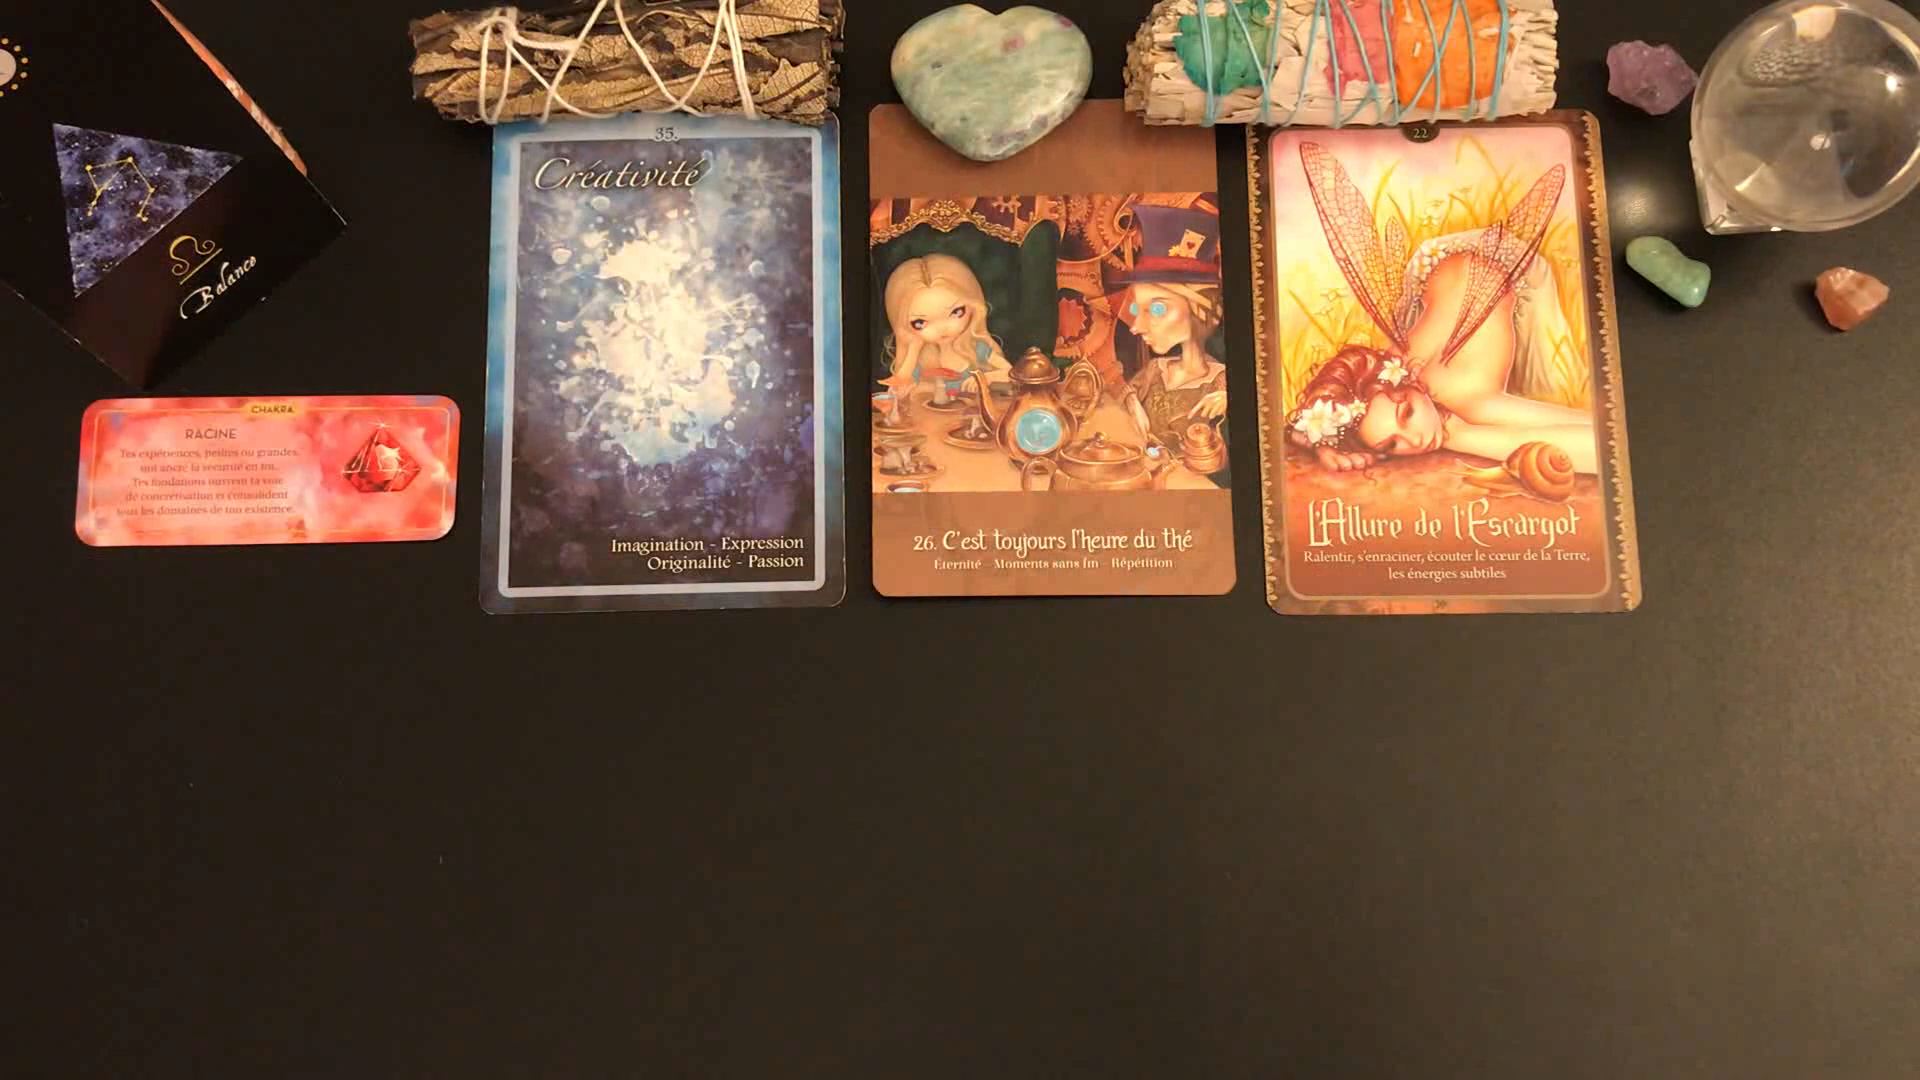 Balance
CHAKRA
RACINE
Tes expériences, petites ou grandes,
ont ancré la sécurité en toi.
Tes fondations ouvrent ta voie
de concrétisation et consolident
tous les domaines de ton existence.
35.
Créativité
Imagination - Expression
Originalité - Passion
26. C'est toujours l'heure du thé
Éternité - Moments sans fin - Répétition
22
L'Allure de l'Escargot
Ralentir, s'enraciner, écouter le cœur de la Terre,
les énergies subtiles